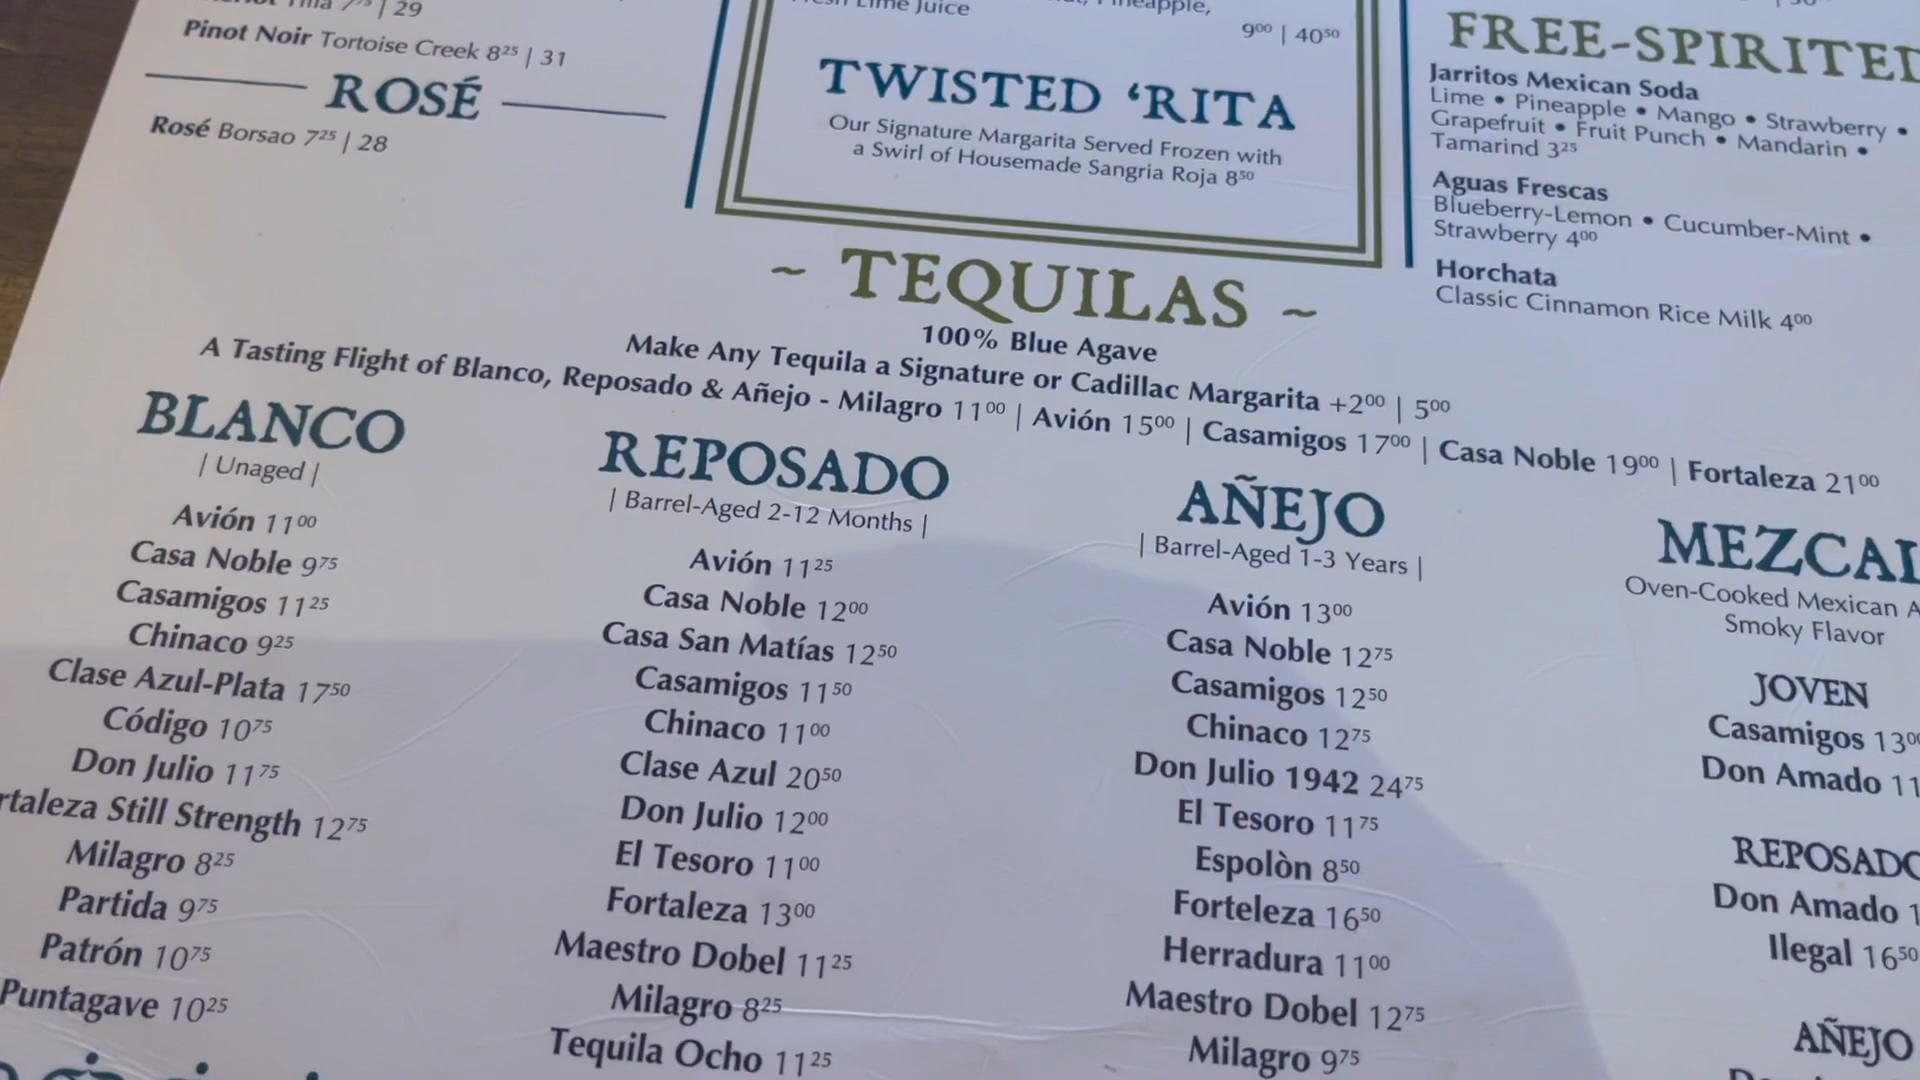 7⁷⁵ | 29
Pinot Noir Tortoise Creek 8²⁵ | 31
ROSÉ
Rosé Borsao 7²⁵ | 28
Lime Juice
9⁰⁰ | 40⁵⁰
TWISTED ‘RITA
Our Signature Margarita Served Frozen with
a Swirl of Housemade Sangria Roja 8⁵⁰
FREE-SPIRITED
Jarritos Mexican Soda
Lime • Pineapple • Mango • Strawberry •
Grapefruit • Fruit Punch • Mandarin •
Tamarind 3²⁵
Aguas Frescas
Blueberry-Lemon • Cucumber-Mint •
Strawberry 4⁰⁰
Horchata
Classic Cinnamon Rice Milk 4⁰⁰
~ TEQUILAS ~
100% Blue Agave
Make Any Tequila a Signature or Cadillac Margarita +2⁰⁰ | 5⁰⁰
A Tasting Flight of Blanco, Reposado & Añejo - Milagro 11⁰⁰ | Avión 15⁰⁰ | Casamigos 17⁰⁰ | Casa Noble 19⁰⁰ | Fortaleza 21⁰⁰
BLANCO
| Unaged |
Avión 11⁰⁰
Casa Noble 9⁷⁵
Casamigos 11²⁵
Chinaco 9²⁵
Clase Azul-Plata 17⁵⁰
Código 10⁷⁵
Don Julio 11⁷⁵
rtaleza Still Strength 12⁷⁵
Milagro 8²⁵
Partida 9⁷⁵
Patrón 10⁷⁵
Puntagave 10²⁵
REPOSADO
| Barrel-Aged 2-12 Months |
Avión 11²⁵
Casa Noble 12⁰⁰
Casa San Matías 12⁵⁰
Casamigos 11⁵⁰
Chinaco 11⁰⁰
Clase Azul 20⁵⁰
Don Julio 12⁰⁰
El Tesoro 11⁰⁰
Fortaleza 13⁰⁰
Maestro Dobel 11²⁵
Milagro 8²⁵
Tequila Ocho 11²⁵
AÑEJO
| Barrel-Aged 1-3 Years |
Avión 13⁰⁰
Casa Noble 12⁷⁵
Casamigos 12⁵⁰
Chinaco 12⁷⁵
Don Julio 1942 24⁷⁵
El Tesoro 11⁷⁵
Espolòn 8⁵⁰
Forteleza 16⁵⁰
Herradura 11⁰⁰
Maestro Dobel 12⁷⁵
Milagro 9⁷⁵
MEZCAL
Oven-Cooked Mexican A
Smoky Flavor
JOVEN
Casamigos 13⁰⁰
Don Amado 11
REPOSADO
Don Amado 1
Ilegal 16⁵⁰
AÑEJO